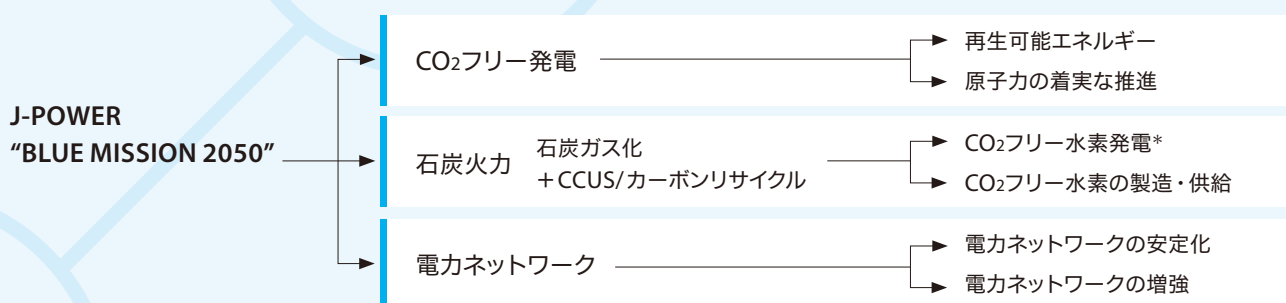 J-POWER
“BLUE MISSION 2050”
CO2フリー発電
再生可能エネルギー
原子力の着実な推進
石炭火力
石炭ガス化
＋CCUS/カーボンリサイクル
CO2フリー水素発電*
CO2フリー水素の製造・供給
電力ネットワーク
電力ネットワークの安定化
電力ネットワークの増強